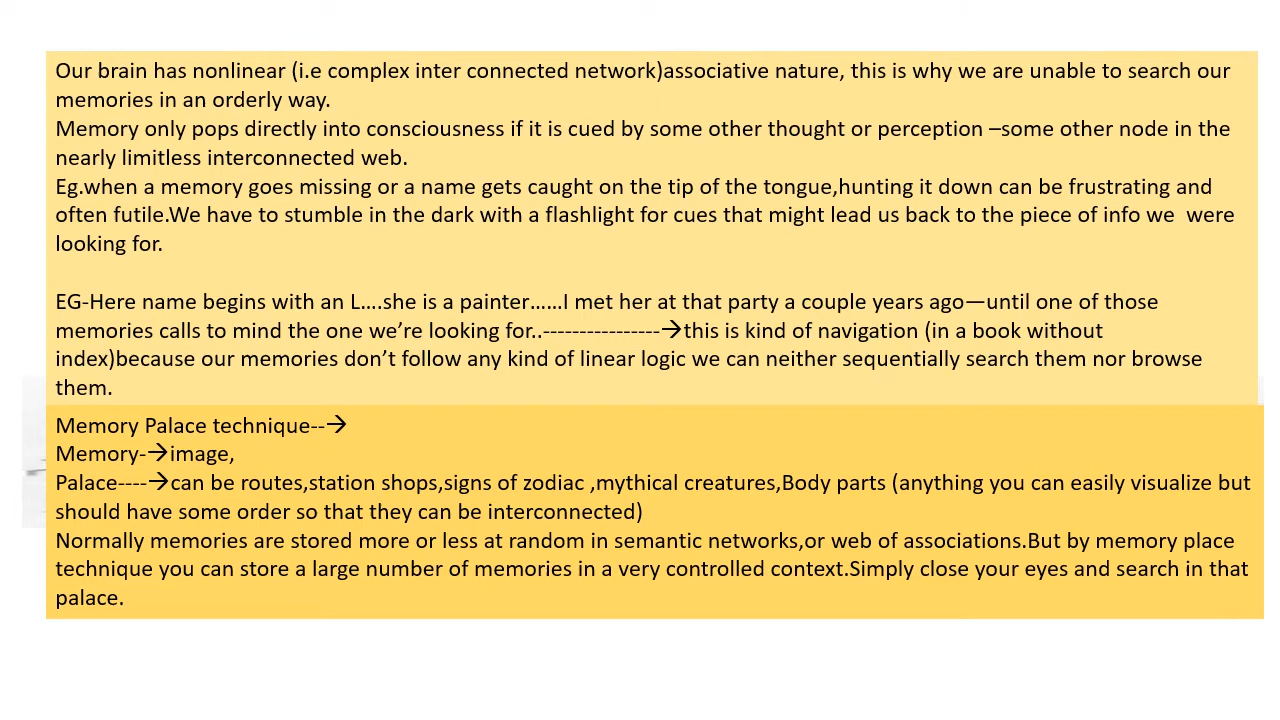 Our brain has nonlinear (i.e complex inter connected network)associative nature, this is why we are unable to search our
memories in an orderly way.
Memory only pops directly into consciousness if it is cued by some other thought or perception –some other node in the
nearly limitless interconnected web.
Eg.when a memory goes missing or a name gets caught on the tip of the tongue,hunting it down can be frustrating and
often futile.We have to stumble in the dark with a flashlight for cues that might lead us back to the piece of info we  were
looking for.
EG-Here name begins with an L….she is a painter……I met her at that party a couple years ago—until one of those
memories calls to mind the one we’re looking for..----------------→this is kind of navigation (in a book without
index)because our memories don’t follow any kind of linear logic we can neither sequentially search them nor browse
them.
Memory Palace technique--→
Memory-→image,
Palace----→can be routes,station shops,signs of zodiac ,mythical creatures,Body parts (anything you can easily visualize but
should have some order so that they can be interconnected)
Normally memories are stored more or less at random in semantic networks,or web of associations.But by memory place
technique you can store a large number of memories in a very controlled context.Simply close your eyes and search in that
palace.